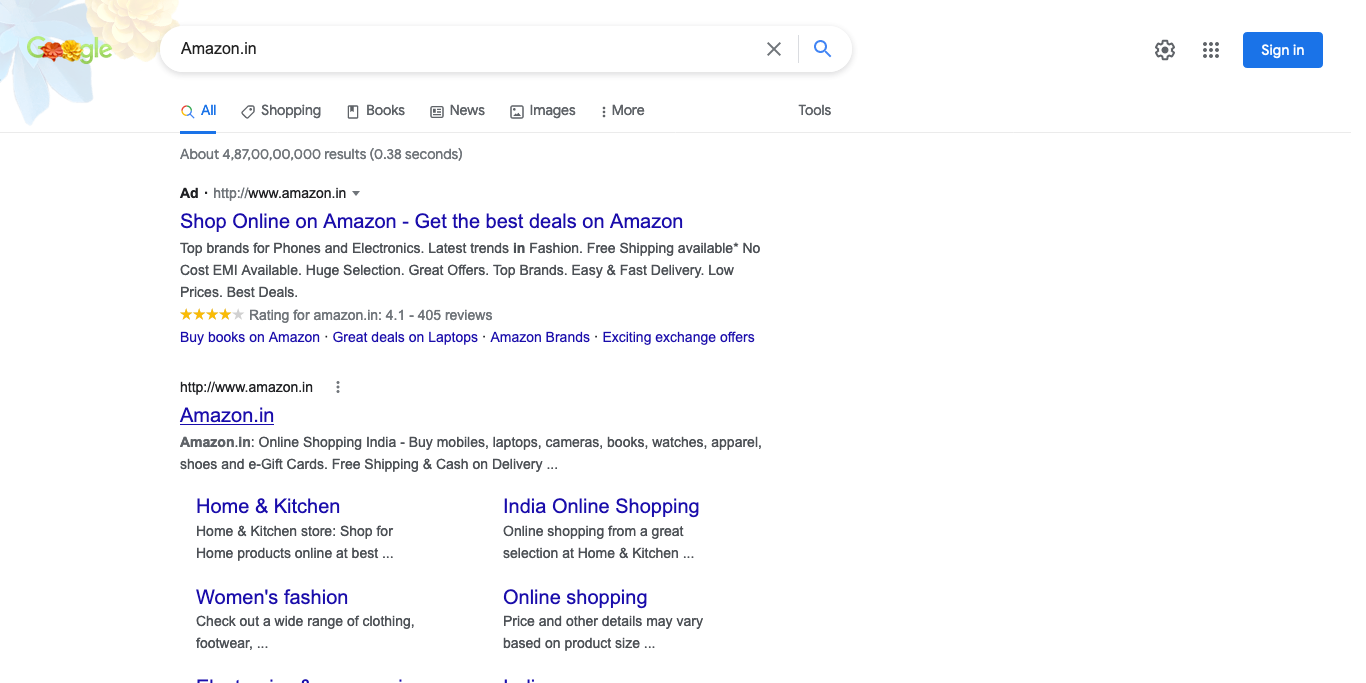 Google
Amazon.in
Sign in
All
Shopping
Books
News
Images
More
Tools
About 4,87,00,00,000 results (0.38 seconds)
Ad · http://www.amazon.in
Shop Online on Amazon - Get the best deals on Amazon
Top brands for Phones and Electronics. Latest trends in Fashion. Free Shipping available* No
Cost EMI Available. Huge Selection. Great Offers. Top Brands. Easy & Fast Delivery. Low
Prices. Best Deals.
Rating for amazon.in: 4.1 - 405 reviews
Buy books on Amazon · Great deals on Laptops · Amazon Brands · Exciting exchange offers
http://www.amazon.in
Amazon.in
Amazon.in: Online Shopping India - Buy mobiles, laptops, cameras, books, watches, apparel,
shoes and e-Gift Cards. Free Shipping & Cash on Delivery ...
Home & Kitchen
Home & Kitchen store: Shop for
Home products online at best ...
India Online Shopping
Online shopping from a great
selection at Home & Kitchen ...
Women's fashion
Check out a wide range of clothing,
footwear, ...
Online shopping
Price and other details may vary
based on product size ...